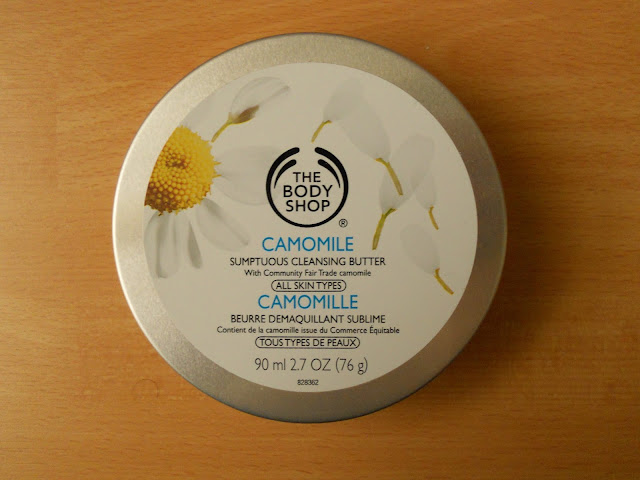 THE
BODY
SHOP®
CAMOMILE
SUMPTUOUS CLEANSING BUTTER
With Community Fair Trade camomile
ALL SKIN TYPES
CAMOMILLE
BEURRE DEMAQUILLANT SUBLIME
Contient de la camomille issue du Commerce Équitable
TOUS TYPES DE PEAUX
90 ml 2.7 OZ (76 g)
828362